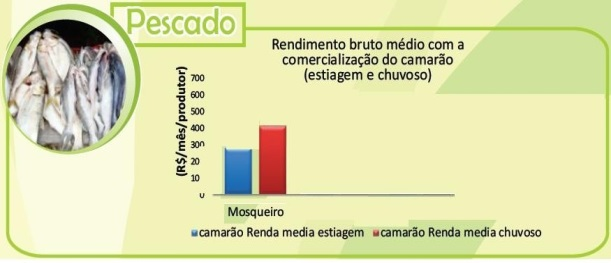 Pescado
Rendimento bruto médio com a
comercialização do camarão
(estiagem e chuvoso)
(R$/mês/produtor)
700
600
500
400
300
20
10
0
Mosqueiro
camarão Renda media estiagem
camarão Renda media chuvoso